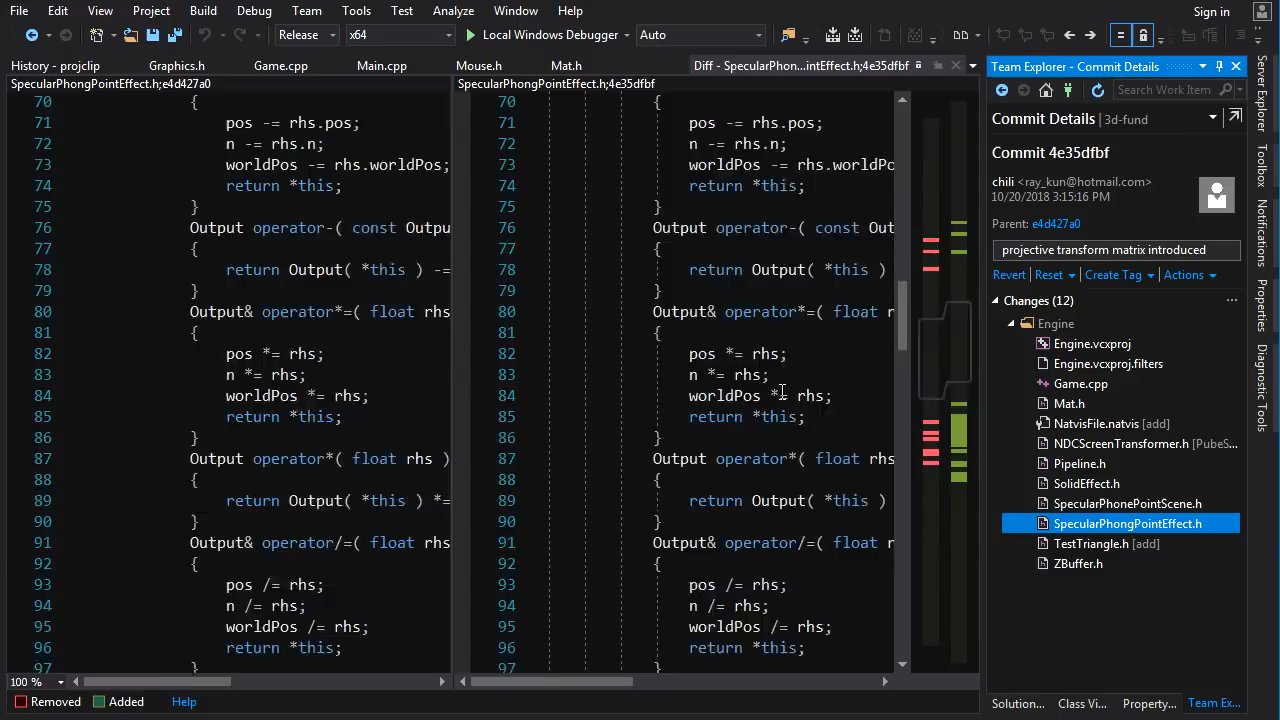 File Edit View Project Build Debug Team Tools Test Analyze Window Help Sign in
Release x64 Local Windows Debugger Auto
History - projclip Graphics.h Game.cpp Main.cpp Mouse.h Mat.h Diff - SpecularPhon...intEffect.h;4e35dfbf
SpecularPhongPointEffect.h;e4d427a0
70 {
71 pos -= rhs.pos;
72 n -= rhs.n;
73 worldPos -= rhs.worldPos;
74 return *this;
75 }
76 Output operator-( const Outpu
77 {
78 return Output( *this ) -=
79 }
80 Output& operator*=( float rhs
81 {
82 pos *= rhs;
83 n *= rhs;
84 worldPos *= rhs;
85 return *this;
86 }
87 Output operator*( float rhs )
88 {
89 return Output( *this ) *=
90 }
91 Output& operator/=( float rhs
92 {
93 pos /= rhs;
94 n /= rhs;
95 worldPos /= rhs;
96 return *this;
97 }
100 %
SpecularPhongPointEffect.h;4e35dfbf
70 {
71 pos -= rhs.pos;
72 n -= rhs.n;
73 worldPos -= rhs.worldPo
74 return *this;
75 }
76 Output operator-( const Out
77 {
78 return Output( *this )
79 }
80 Output& operator*=( float r
81 {
82 pos *= rhs;
83 n *= rhs;
84 worldPos *= rhs;
85 return *this;
86 }
87 Output operator*( float rhs
88 {
89 return Output( *this )
90 }
91 Output& operator/=( float r
92 {
93 pos /= rhs;
94 n /= rhs;
95 worldPos /= rhs;
96 return *this;
97 }
Removed Added Help
Team Explorer - Commit Details
Search Work Item
Commit Details | 3d-fund
Commit 4e35dfbf
chili <ray_kun@hotmail.com>
10/20/2018 3:15:16 PM
Parent: e4d427a0
projective transform matrix introduced
Revert Reset Create Tag Actions
Changes (12) ...
Engine
Engine.vcxproj
Engine.vcxproj.filters
Game.cpp
Mat.h
NatvisFile.natvis [add]
NDCScreenTransformer.h [PubeS...
Pipeline.h
SolidEffect.h
SpecularPhonePointScene.h
SpecularPhongPointEffect.h
TestTriangle.h [add]
ZBuffer.h
Solution... Class Vi... Property... Team Ex...
Server Explorer
Toolbox
Notifications
Properties
Diagnostic Tools